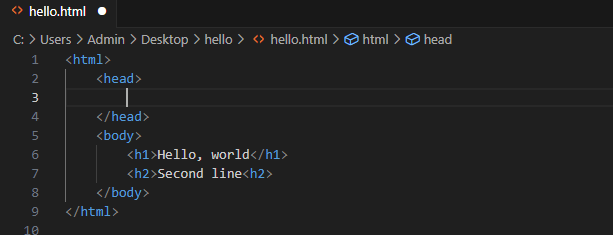 hello.html
C: > Users > Admin > Desktop > hello > hello.html > html > head
1 <html>
2 <head>
3
4 </head>
5 <body>
6 <h1>Hello, world</h1>
7 <h2>Second line<h2>
8 </body>
9 </html>
10